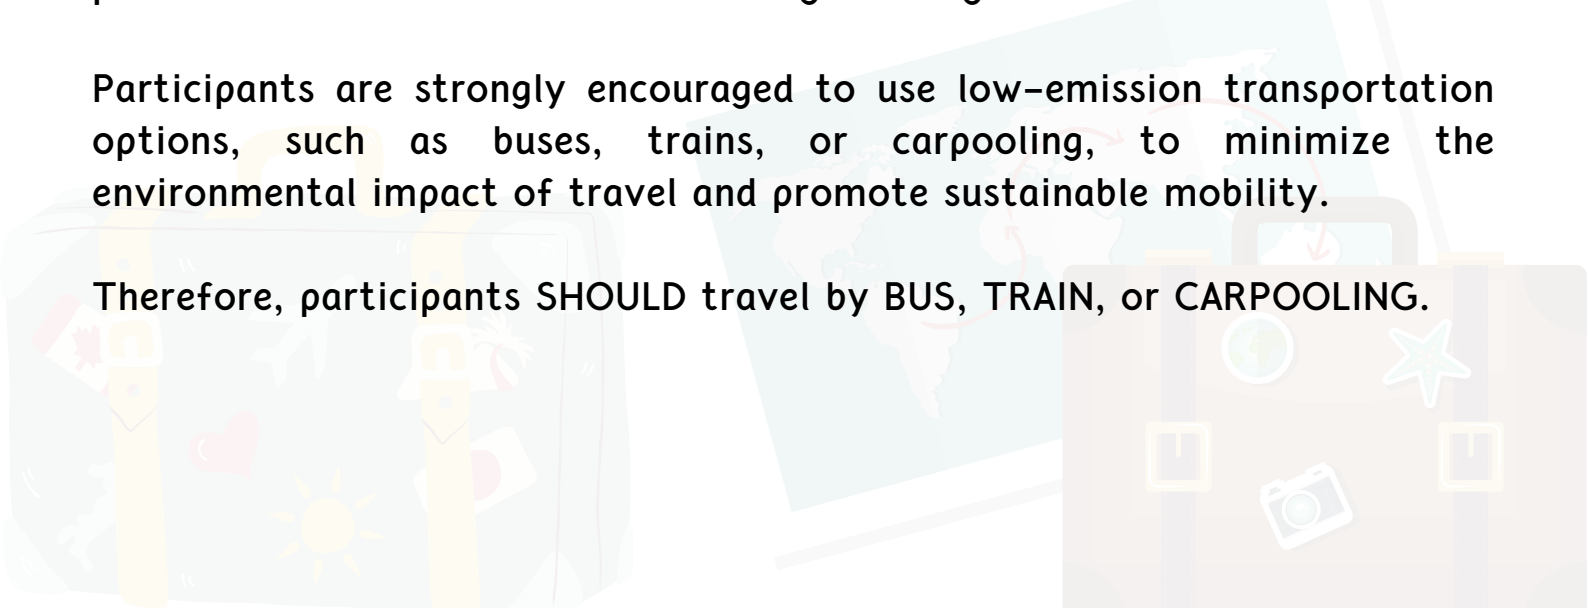 Participants are strongly encouraged to use low-emission transportation
options, such as buses, trains, or carpooling, to minimize the
environmental impact of travel and promote sustainable mobility.
Therefore, participants SHOULD travel by BUS, TRAIN, or CARPOOLING.